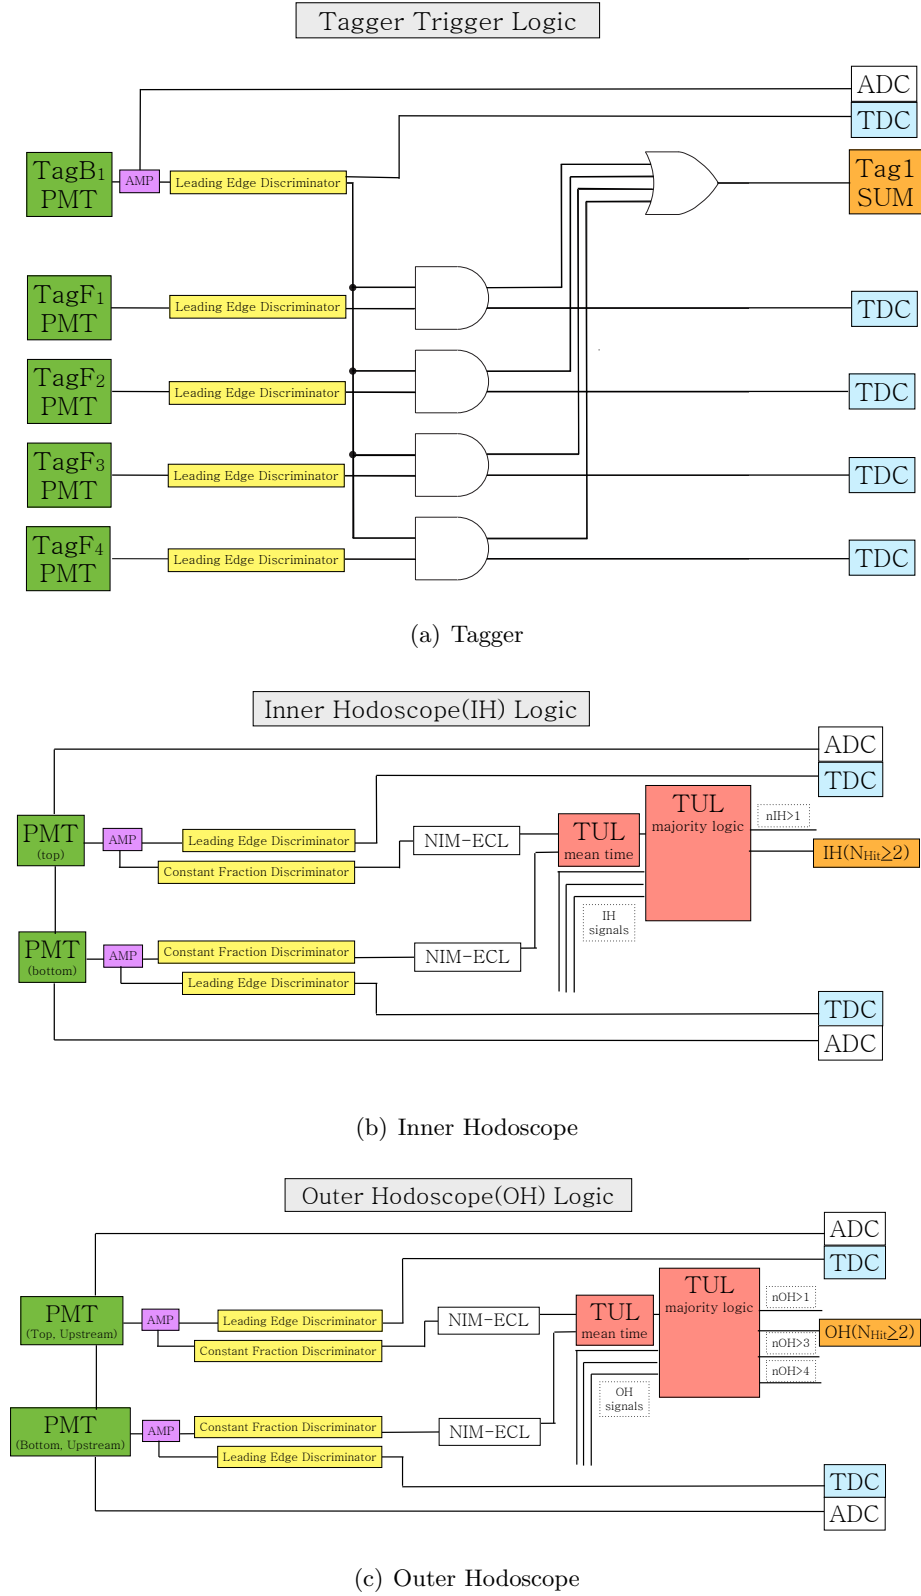 Tagger Trigger Logic
ADC
TDC
TagB1
PMT
AMP
Leading Edge Discriminator
Tag1
SUM
TagF1
PMT
Leading Edge Discriminator
TDC
TagF2
PMT
Leading Edge Discriminator
TDC
TagF3
PMT
Leading Edge Discriminator
TDC
TagF4
PMT
Leading Edge Discriminator
TDC
(a) Tagger
Inner Hodoscope(IH) Logic
ADC
TDC
PMT
(top)
AMP
Leading Edge Discriminator
Constant Fraction Discriminator
NIM-ECL
TUL
mean time
TUL
majority logic
nIH>1
IH(NHit≥2)
IH
signals
PMT
(bottom)
AMP
Constant Fraction Discriminator
Leading Edge Discriminator
NIM-ECL
TDC
ADC
(b) Inner Hodoscope
Outer Hodoscope(OH) Logic
ADC
TDC
PMT
(Top, Upstream)
AMP
Leading Edge Discriminator
Constant Fraction Discriminator
NIM-ECL
TUL
mean time
TUL
majority logic
nOH>1
OH(NHit≥2)
nOH>3
nOH>4
OH
signals
PMT
(Bottom, Upstream)
AMP
Constant Fraction Discriminator
Leading Edge Discriminator
NIM-ECL
TDC
ADC
(c) Outer Hodoscope